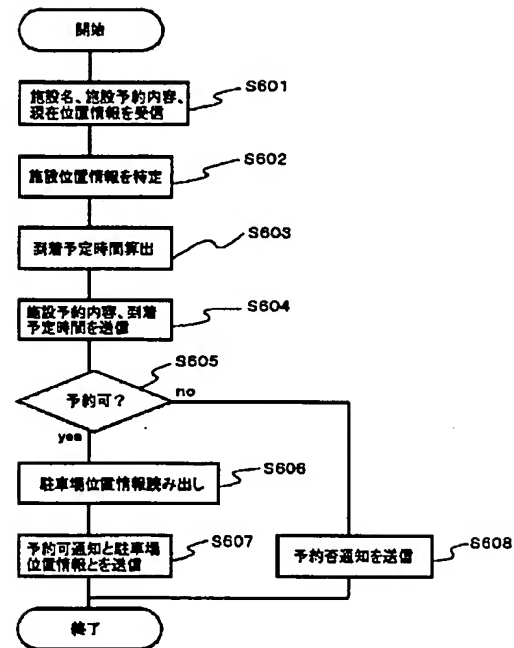 開始
施設名、施設予約内容、
現在位置情報を受信
S601
施設位置情報を特定
S602
到着予定時間算出
S603
施設予約内容、到着
予定時間を送信
S604
予約可?
S605
no
yes
駐車場位置情報読み出し
S606
予約可通知と駐車場
位置情報とを送信
S607
予約否通知を送信
S608
終了